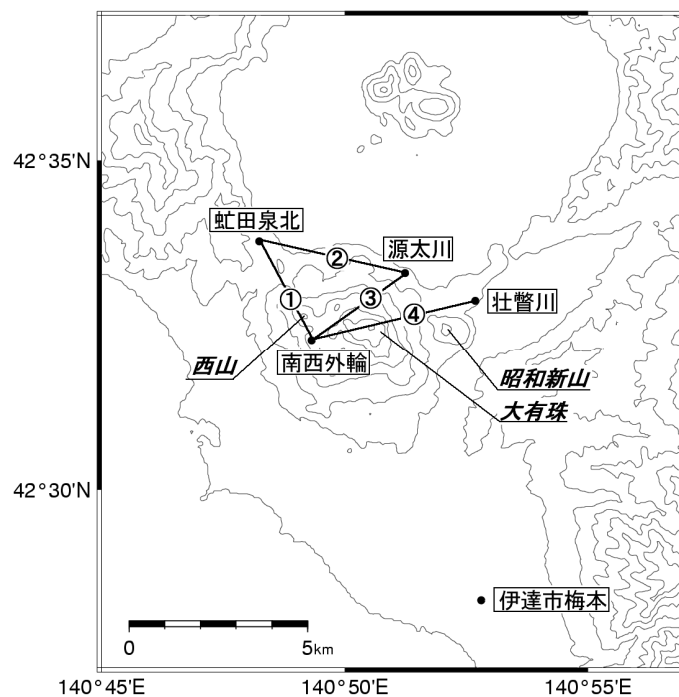 42°35'N
虻田泉北
源太川
②
①
③
壮瞥川
④
西山
南西外輪
昭和新山
大有珠
42°30'N
伊達市梅本
0
5km
140°45'E
140°50'E
140°55'E